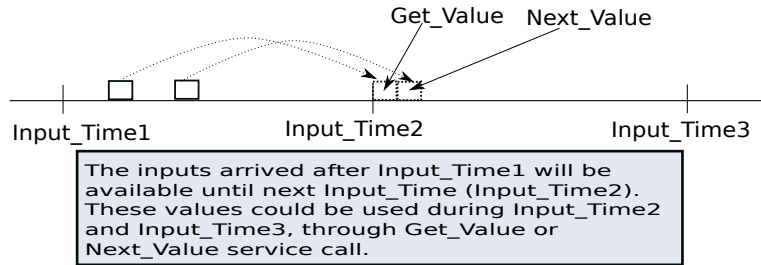 Get_Value
Next_Value
Input_Time1
Input_Time2
Input_Time3
The inputs arrived after Input_Time1 will be
available until next Input_Time (Input_Time2).
These values could be used during Input_Time2
and Input_Time3, through Get_Value or
Next_Value service call.